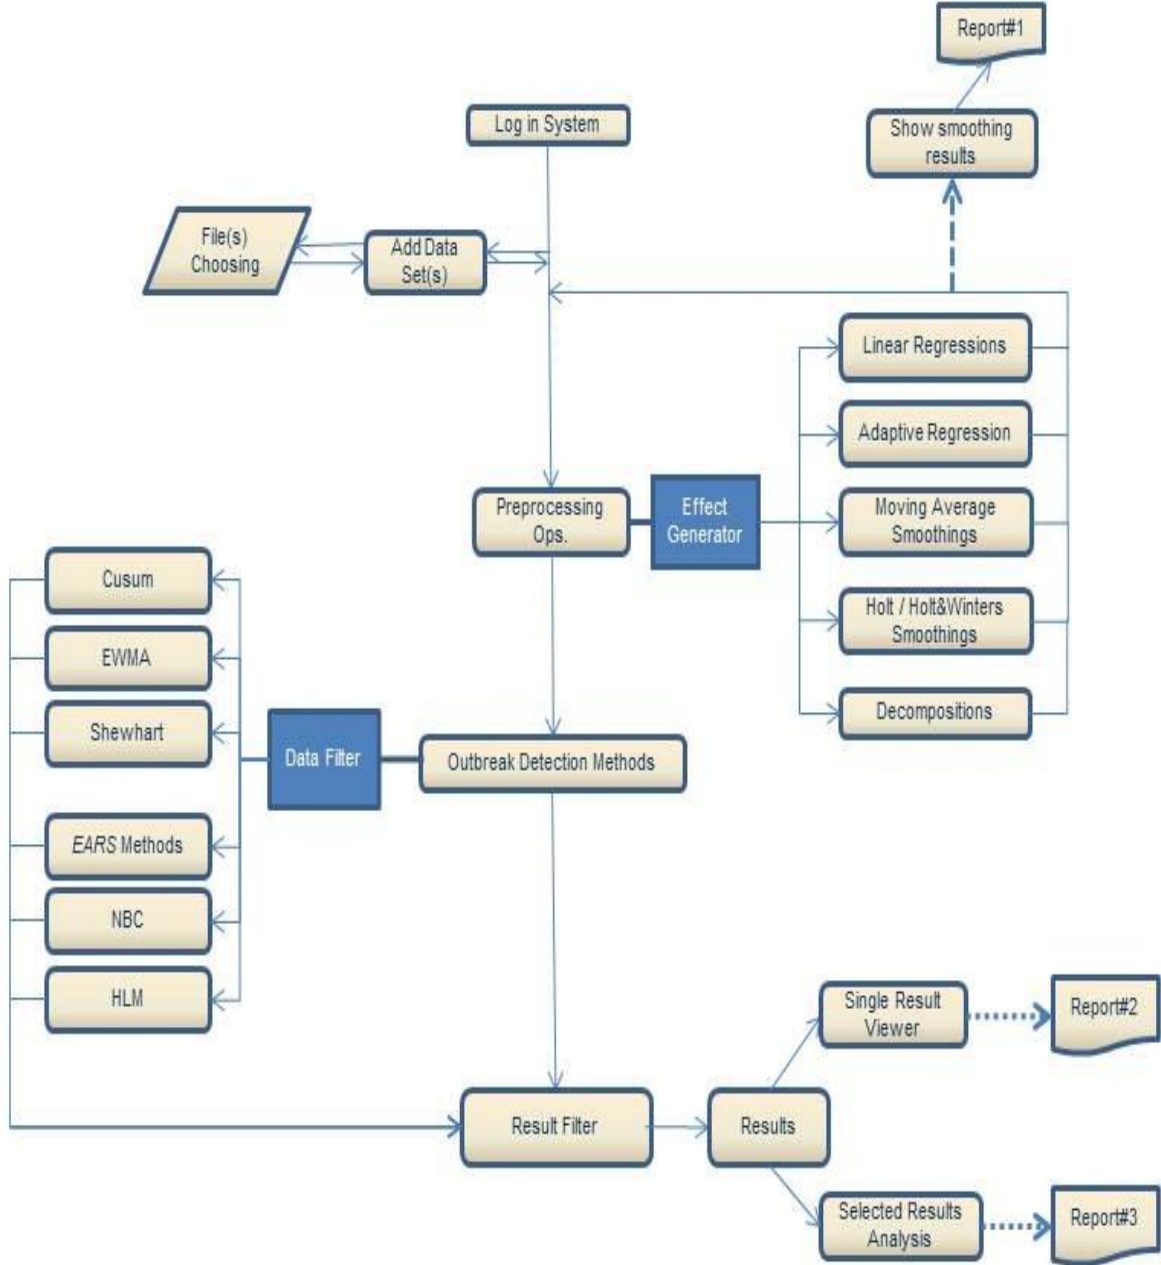 Report#1
Log in System
Show smoothing
results
File(s)
Choosing
Add Data
Set(s)
Linear Regressions
Adaptive Regression
Preprocessing
Ops.
Effect
Generator
Moving Average
Smoothings
Cusum
Holt / Holt&Winters
Smoothings
EWMA
Shewhart
Decompositions
Data Filter
Outbreak Detection Methods
EARS Methods
NBC
HLM
Single Result
Viewer
Report#2
Result Filter
Results
Selected Results
Analysis
Report#3